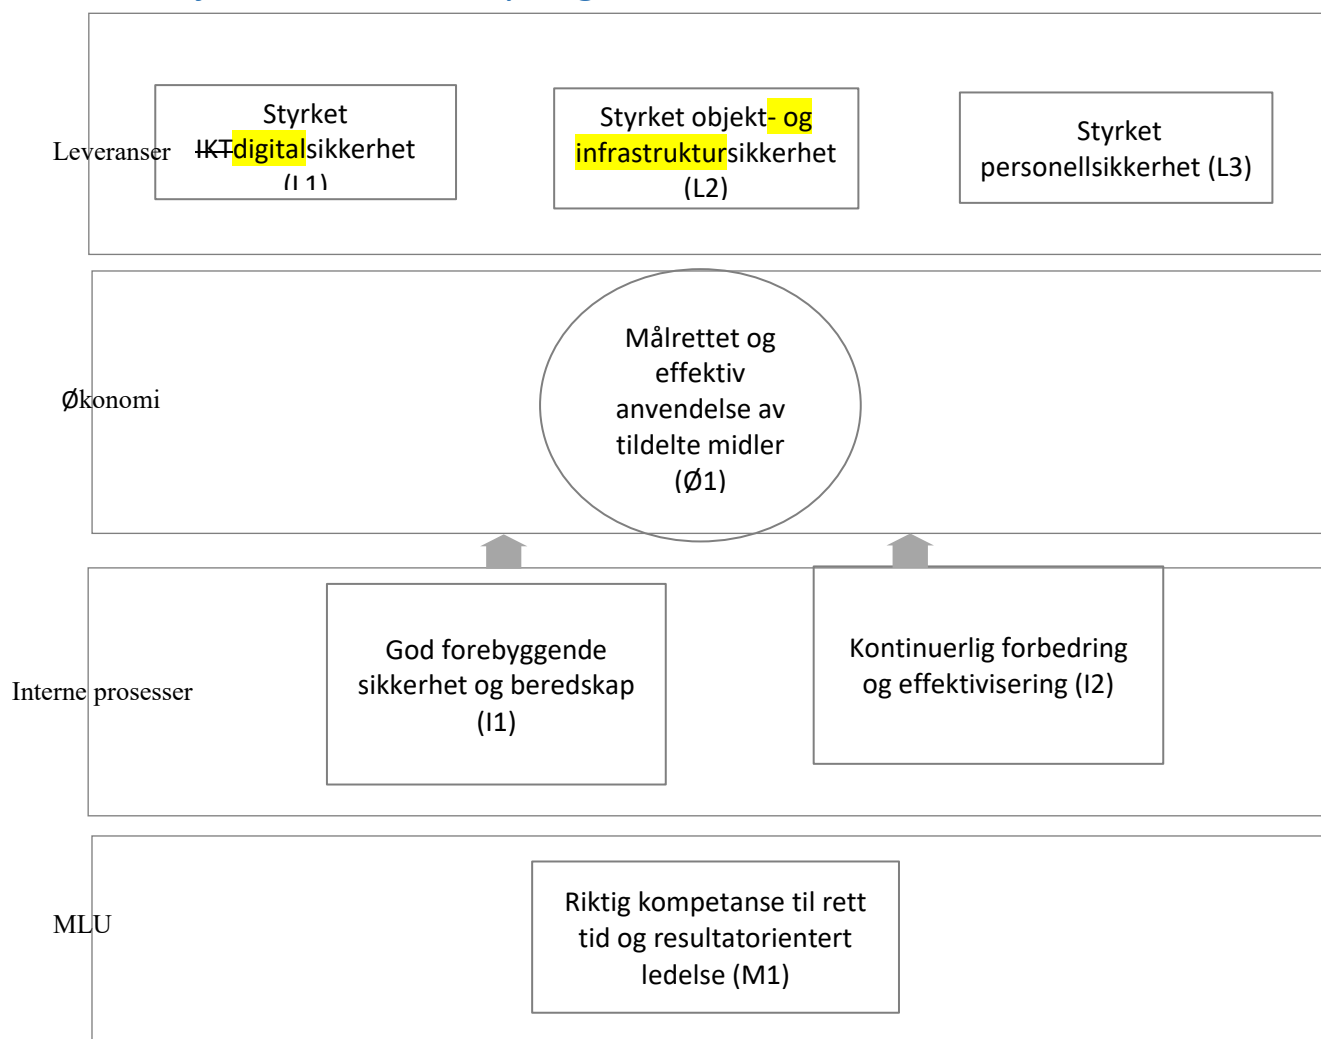 Styrket
IKTdigitalsikkerhet
(L1)
Styrket objekt- og
infrastruktursikkerhet
(L2)
Styrket
personellsikkerhet (L3)
Leveranser
Målrettet og
effektiv
anvendelse av
tildelte midler
(Ø1)
Økonomi
God forebyggende
sikkerhet og beredskap
(I1)
Kontinuerlig forbedring
og effektivisering (I2)
Interne prosesser
Riktig kompetanse til rett
tid og resultatorientert
ledelse (M1)
MLU